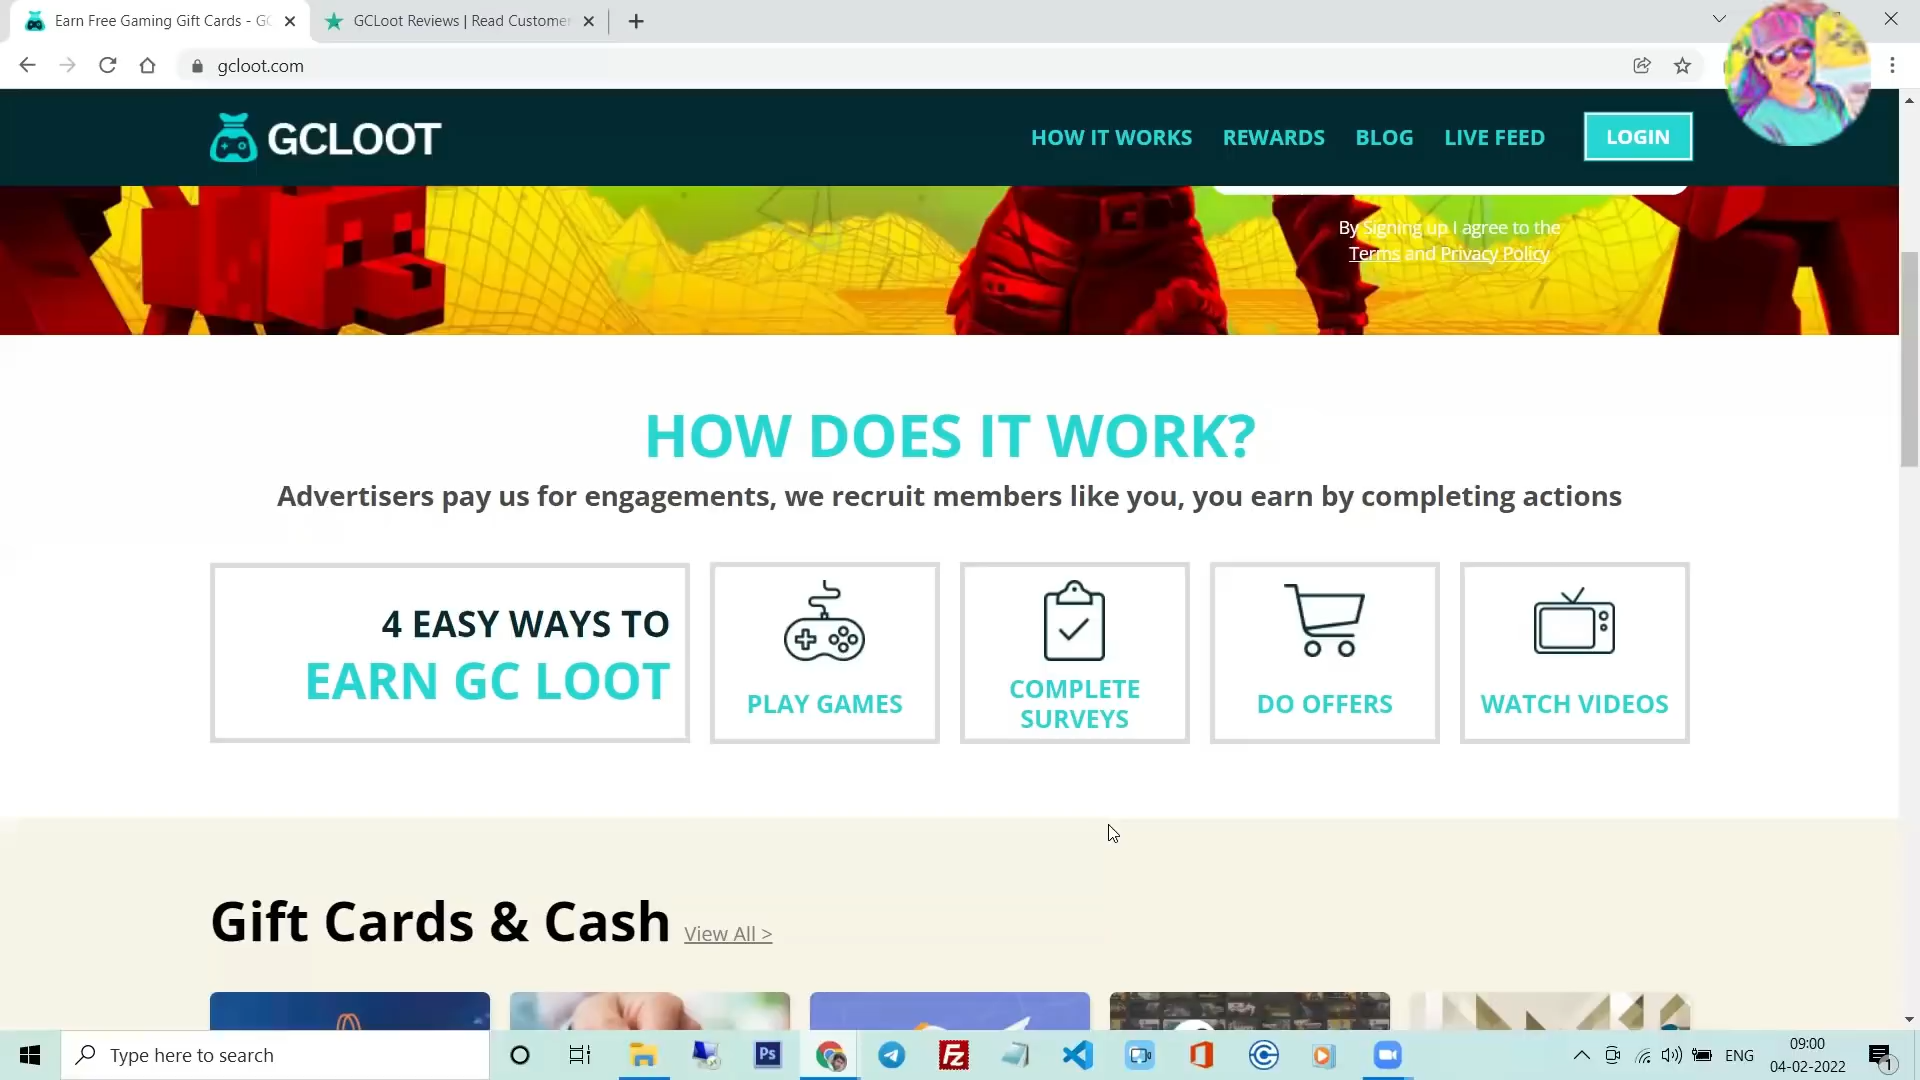 Earn Free Gaming Gift Cards - GC
GCLoot Reviews | Read Customer
gcloot.com
GCLOOT
HOW IT WORKS
REWARDS
BLOG
LIVE FEED
LOGIN
By Signing up I agree to the
Terms and Privacy Policy
HOW DOES IT WORK?
Advertisers pay us for engagements, we recruit members like you, you earn by completing actions
4 EASY WAYS TO
EARN GC LOOT
PLAY GAMES
COMPLETE
SURVEYS
DO OFFERS
WATCH VIDEOS
Gift Cards & Cash
View All >
Type here to search
Ps
Fz
ENG
09:00
04-02-2022
1